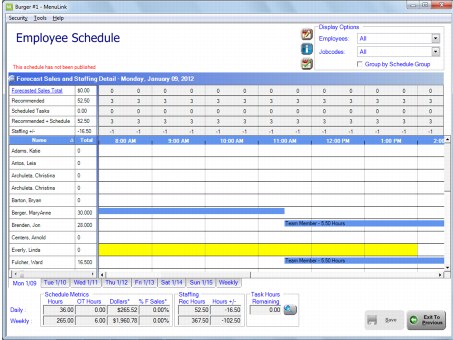 Burger #1 - MenuLink
Security Tools Help
Employee Schedule
Display Options
Employees: All
Jobcodes: All
Group by Schedule Group
This schedule has not been published
Forecast Sales and Staffing Detail - Monday, January 09, 2012
Forecasted Sales Total $0.00 0 0 0 0 0 0 0 0 0 0 0 0 0
Recommended 52.50 3 3 3 3 3 3 3 3 3 3 3 3 3
Scheduled Tasks 0.00 0 0 0 0 0 0 0 0 0 0 0 0 0
Recommended + Schedule 52.50 3 3 3 3 3 3 3 3 3 3 3 3 3
Staffing +/- -16.50 -1 -1 -1 -1 -1 -1 -1 -1 -1 -1 -1 -1 -1
Name Total 8:00 AM 9:00 AM 10:00 AM 11:00 AM 12:00 PM 1:00 PM 2:00
Adams, Katie 0
Antos, Leia 0
Archuleta, Christina 0
Archuleta, Christina 0
Barton, Bryan 0
Berger, MaryAnne 30.000
Brenden, Jon 28.000 Team Member - 5.50 Hours
Cernera, Arnold 0
Everly, Linda 0
Fulcher, Ward 16.500 Team Member - 5.50 Hours
Mon 1/09 Tue 1/10 Wed 1/11 Thu 1/12 Fri 1/13 Sat 1/14 Sun 1/15 Weekly
Schedule Metrics Staffing Task Hours
Hours OT Hours Dollars* % F Sales* Rec Hours Hours +/- Remaining
Daily : 36.00 0.00 $265.52 0.00% 52.50 -16.50 0.00
Weekly : 265.00 6.00 $1,960.78 0.00% 367.50 -102.50
Save
Exit To
Previous